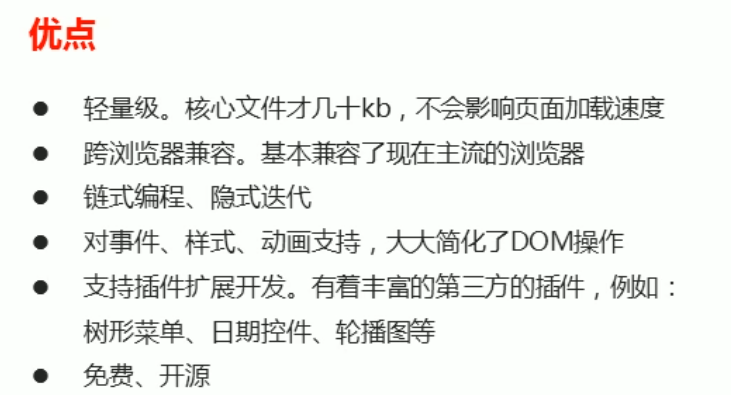 优点
● 轻量级。核心文件才几十kb，不会影响页面加载速度
● 跨浏览器兼容。基本兼容了现在主流的浏览器
● 链式编程、隐式迭代
● 对事件、样式、动画支持，大大简化了DOM操作
● 支持插件扩展开发。有着丰富的第三方的插件，例如：
树形菜单、日期控件、轮播图等
● 免费、开源